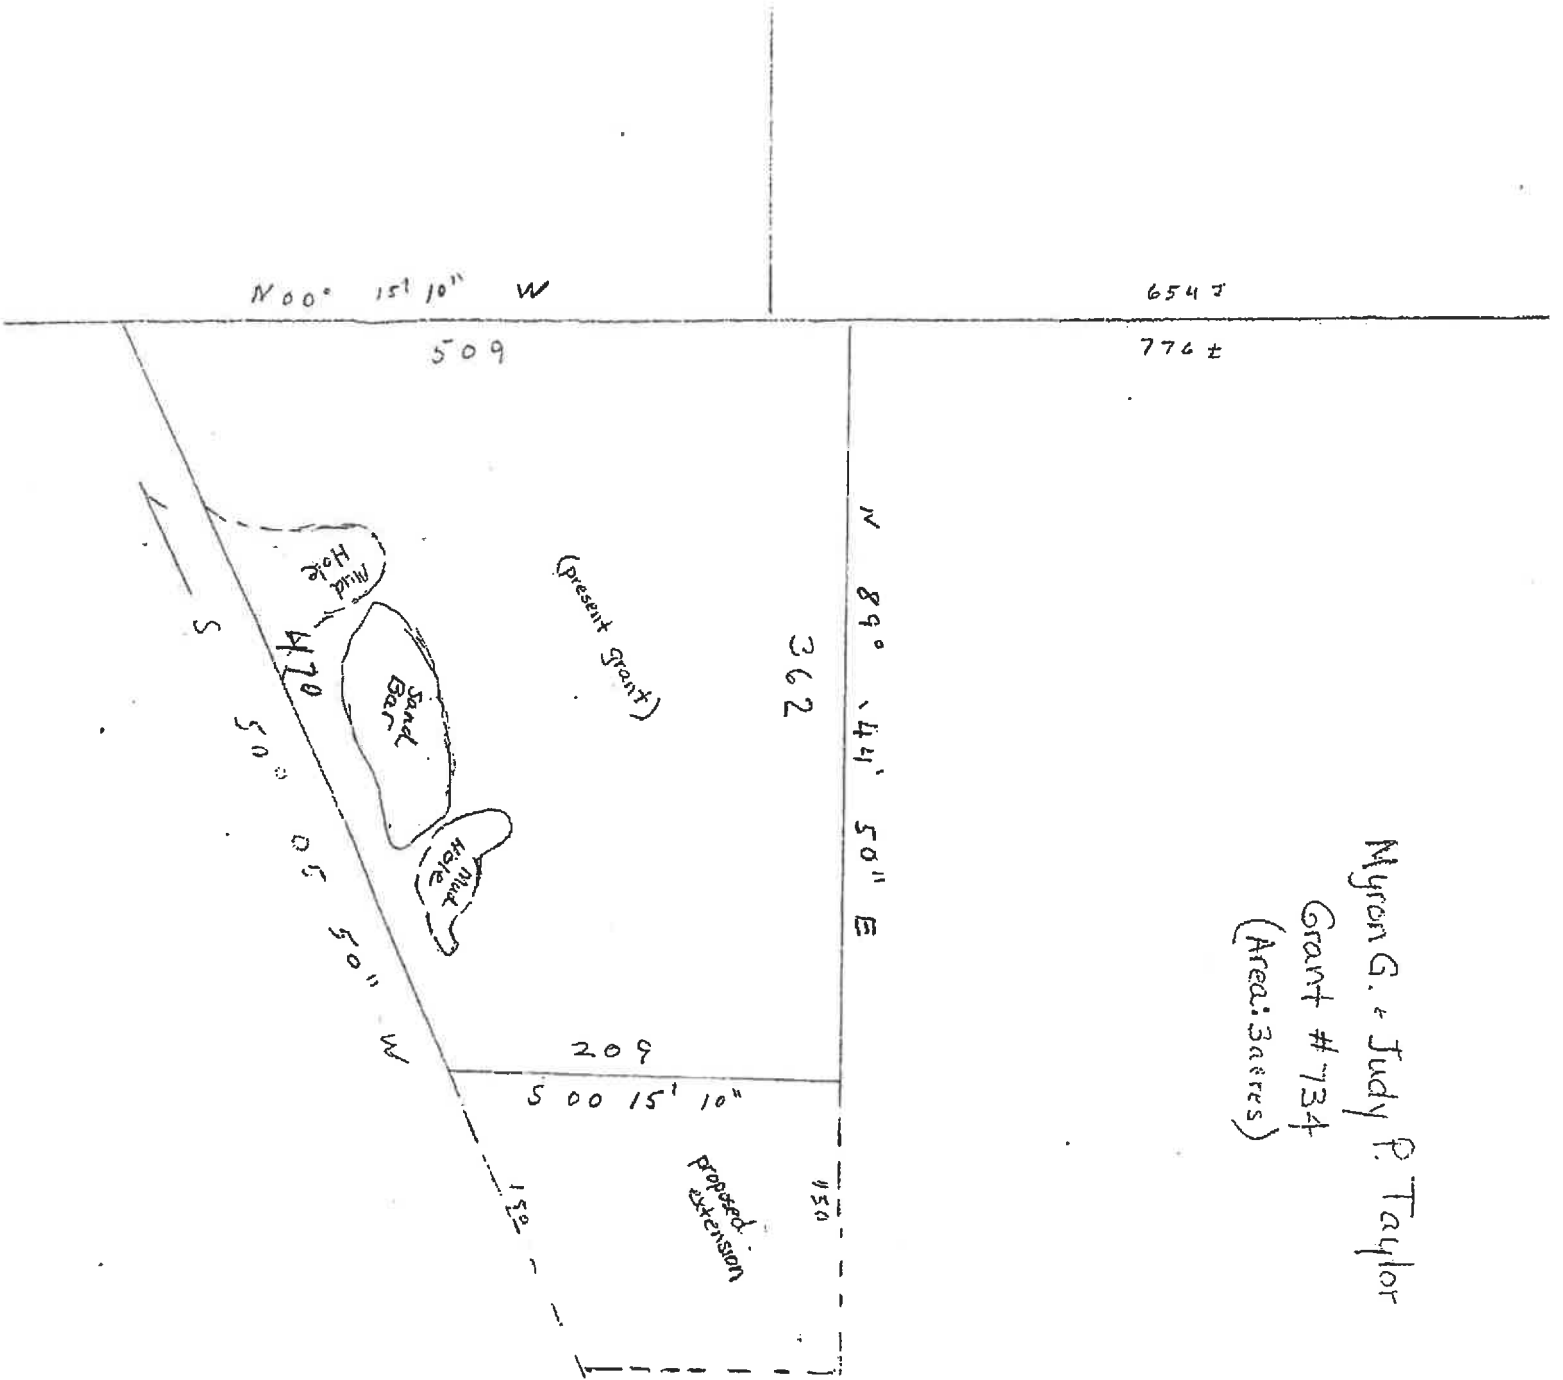 Myron G. & Judy P. Taylor
Grant # 734
(Area: 3 acres)
N 00° 15' 10" W
509
654 ±
776 ±
N 89° 44' 50" E
362
(present grant)
Mud
Hole
Sand
Bar
Mud
Hole
470
S 50° 05 50" W
209
S 00 15' 10"
proposed
extension
150